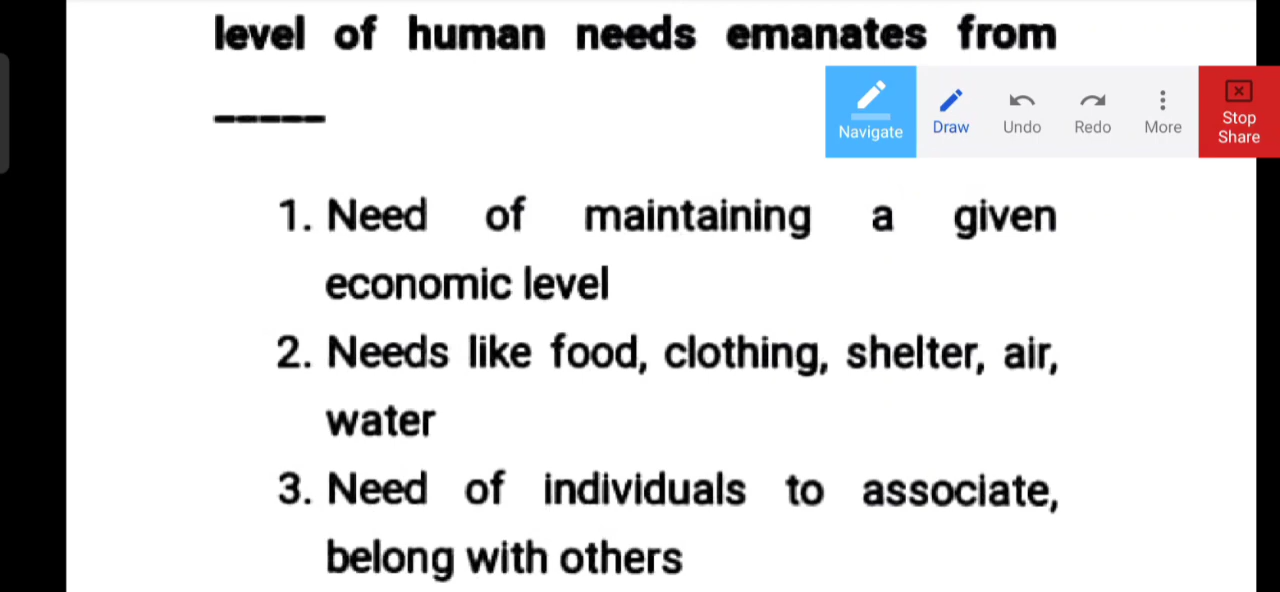 level of human needs emanates from
-----
Navigate
Draw
Undo
Redo
More
Stop
Share
1. Need of maintaining a given
economic level
2. Needs like food, clothing, shelter, air,
water
3. Need of individuals to associate,
belong with others